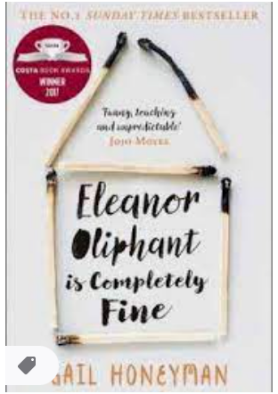 THE NO.1 SUNDAY TIMES BESTSELLER
COSTA
COSTA BOOK AWARDS
WINNER
2017
'Funny, touching
and unpredictable'
JOJO MOYES
Eleanor
Oliphant
is Completely
Fine
GAIL HONEYMAN